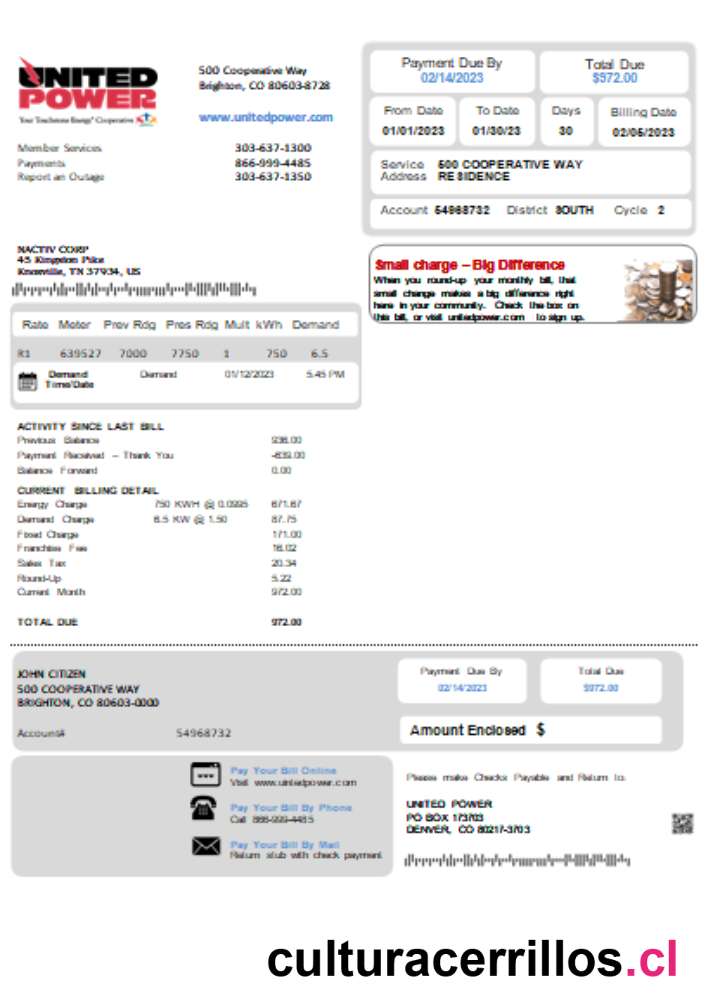 UNITED
POWER
Your Touchstone Energy® Cooperative
500 Cooperative Way
Brighton, CO 80603-8728
www.unitedpower.com
Member Services 303-637-1300
Payments 866-999-4485
Report an Outage 303-637-1350
Payment Due By
02/14/2023
Total Due
$972.00
From Date To Date Days Billing Date
01/01/2023 01/30/23 30 02/05/2023
Service 500 COOPERATIVE WAY
Address RESIDENCE
Account 54968732 District SOUTH Cycle 2
NACTIV CORP
45 Kingston Pike
Knoxville, TN 37934, US
Small charge – Big Difference
When you round-up your monthly bill, that
small change makes a big difference right
here in your community. Check the box on
this bill, or visit unitedpower.com to sign up.
Rate Meter Prev Rdg Pres Rdg Mult kWh Demand
R1 639527 7000 7750 1 750 6.5
Demand Demand 01/12/2023 5.45 PM
Time/Date
ACTIVITY SINCE LAST BILL
Previous Balance 936.00
Payment Received – Thank You
Balance Forward 0.00
CURRENT BILLING DETAIL
Energy Charge 750 KWH @ 0.0995 671.67
Demand Charge 6.5 KW @ 1.50 87.75
Fixed Charge 171.00
Franchise Fee 16.02
Sales Tax 20.34
Round-Up 5.22
Current Month 972.00
TOTAL DUE 972.00
JOHN CITIZEN
500 COOPERATIVE WAY
BRIGHTON, CO 80603-0000
Account# 54968732
Payment Due By
02/14/2023
Total Due
$972.00
Amount Enclosed $
Pay Your Bill Online
Visit www.unitedpower.com
Pay Your Bill By Phone
Call 866-999-4485
Pay Your Bill By Mail
Return stub with check payment
Please make Checks Payable and Return to:
UNITED POWER
PO BOX 173703
DENVER, CO 80217-3703
culturacerrillos.cl